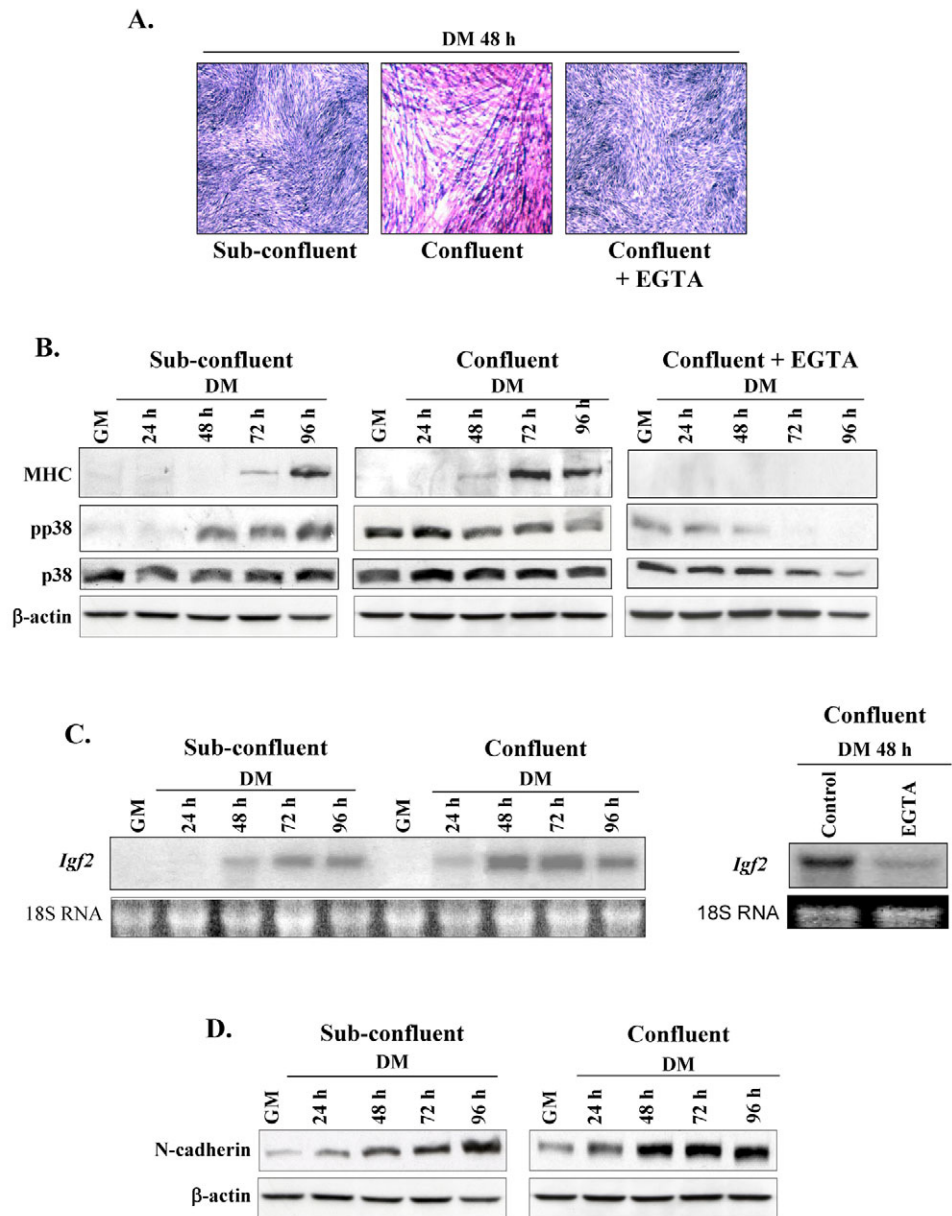 A.
DM 48 h
Sub-confluent
Confluent
Confluent
+ EGTA
B.
Sub-confluent
Confluent
Confluent + EGTA
DM
DM
DM
GM
24 h
48 h
72 h
96 h
GM
24 h
48 h
72 h
96 h
GM
24 h
48 h
72 h
96 h
MHC
pp38
p38
β-actin
C.
Sub-confluent
Confluent
DM
DM
GM
24 h
48 h
72 h
96 h
GM
24 h
48 h
72 h
96 h
Igf2
18S RNA
Confluent
DM 48 h
Control
EGTA
Igf2
18S RNA
D.
Sub-confluent
Confluent
DM
DM
GM
24 h
48 h
72 h
96 h
GM
24 h
48 h
72 h
96 h
N-cadherin
β-actin